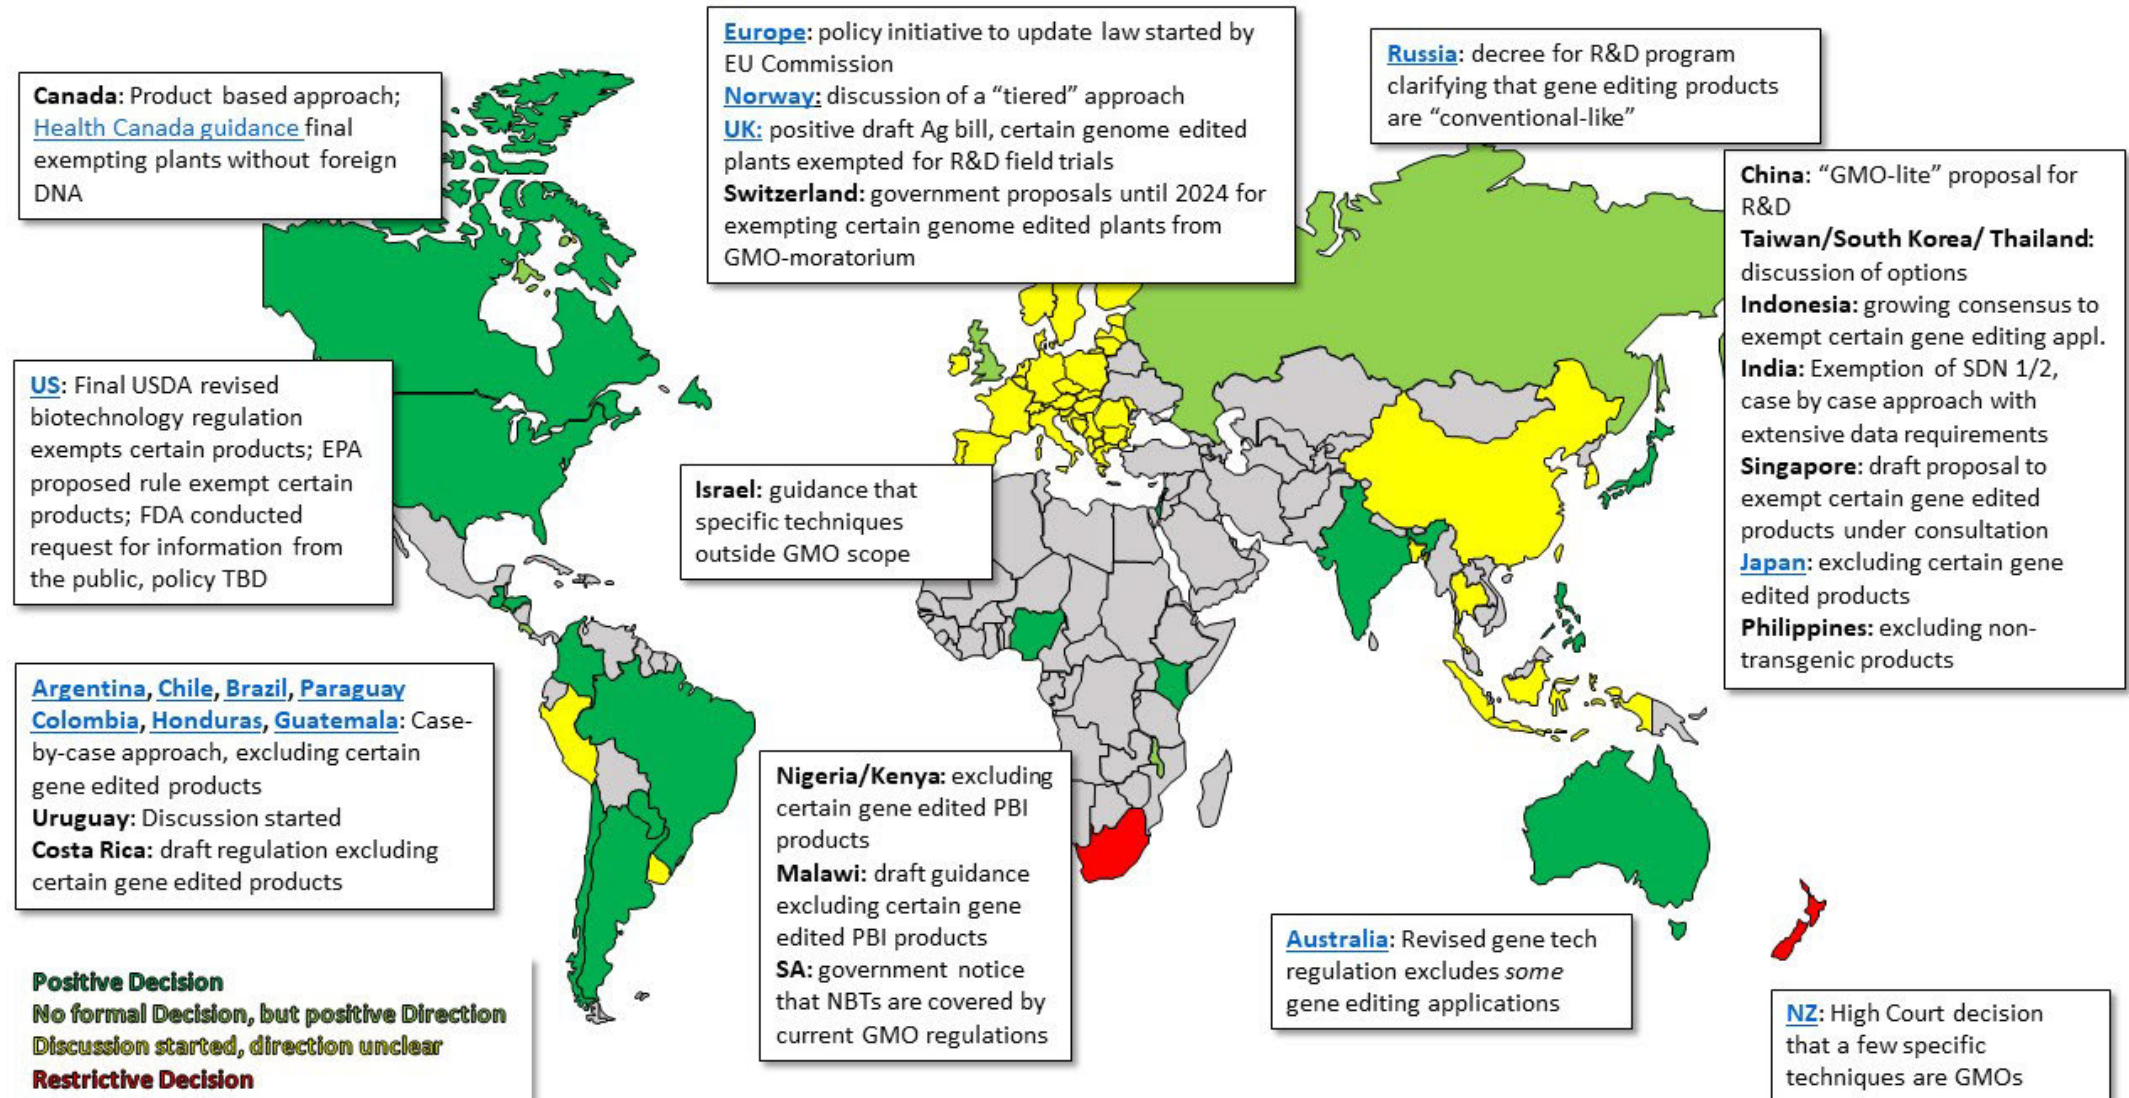 Canada: Product based approach;
Health Canada guidance final
exempting plants without foreign
DNA
Europe: policy initiative to update law started by
EU Commission
Norway: discussion of a “tiered” approach
UK: positive draft Ag bill, certain genome edited
plants exempted for R&D field trials
Switzerland: government proposals until 2024 for
exempting certain genome edited plants from
GMO-moratorium
Russia: decree for R&D program
clarifying that gene editing products
are “conventional-like”
China: “GMO-lite” proposal for
R&D
Taiwan/South Korea/ Thailand:
discussion of options
Indonesia: growing consensus to
exempt certain gene editing appl.
India: Exemption of SDN 1/2,
case by case approach with
extensive data requirements
Singapore: draft proposal to
exempt certain gene edited
products under consultation
Japan: excluding certain gene
edited products
Philippines: excluding non-
transgenic products
US: Final USDA revised
biotechnology regulation
exempts certain products; EPA
proposed rule exempt certain
products; FDA conducted
request for information from
the public, policy TBD
Israel: guidance that
specific techniques
outside GMO scope
Argentina, Chile, Brazil, Paraguay
Colombia, Honduras, Guatemala: Case-
by-case approach, excluding certain
gene edited products
Uruguay: Discussion started
Costa Rica: draft regulation excluding
certain gene edited products
Nigeria/Kenya: excluding
certain gene edited PBI
products
Malawi: draft guidance
excluding certain gene
edited PBI products
SA: government notice
that NBTs are covered by
current GMO regulations
Australia: Revised gene tech
regulation excludes some
gene editing applications
NZ: High Court decision
that a few specific
techniques are GMOs
Positive Decision
No formal Decision, but positive Direction
Discussion started, direction unclear
Restrictive Decision